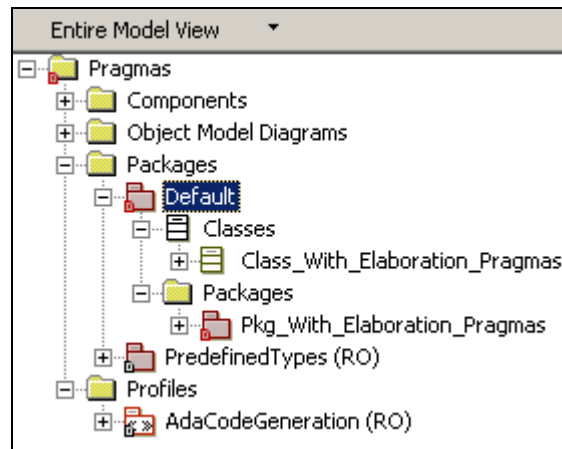 Entire Model View
Pragmas
Components
Object Model Diagrams
Packages
Default
Classes
Class_With_Elaboration_Pragmas
Packages
Pkg_With_Elaboration_Pragmas
PredefinedTypes (RO)
Profiles
AdaCodeGeneration (RO)